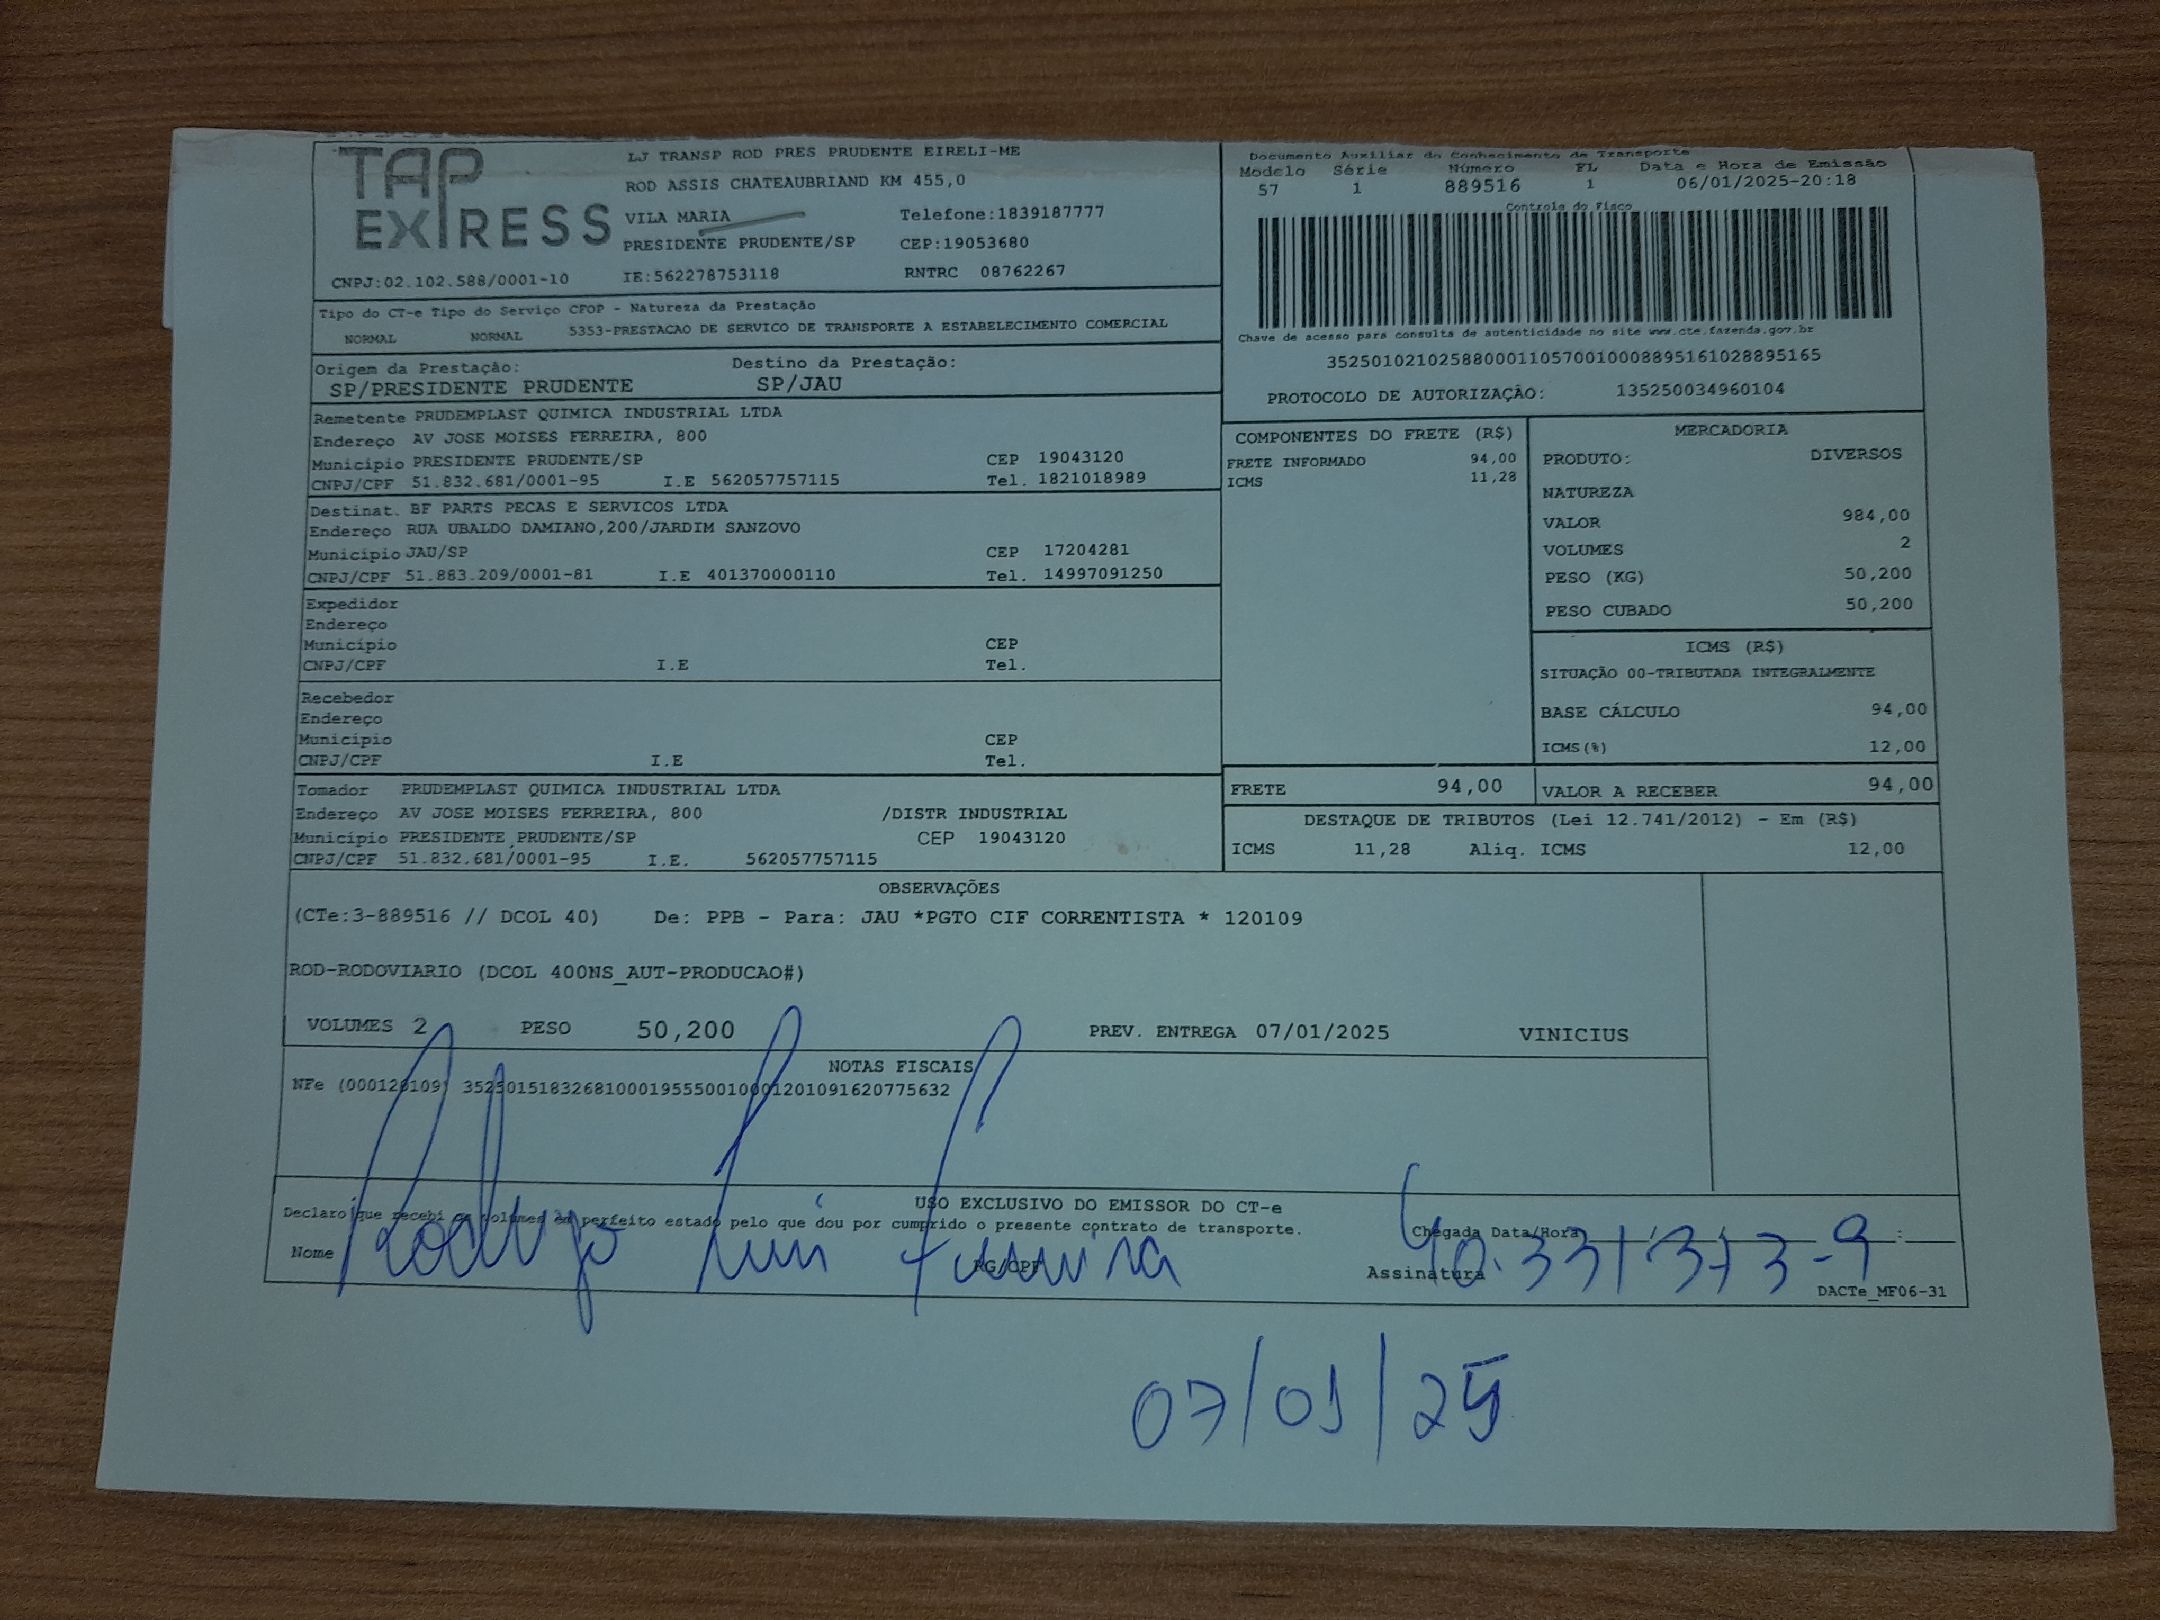 TAP EXPRESS
LJ TRANSP ROD PRES PRUDENTE EIRELI-ME
ROD ASSIS CHATEAUBRIAND KM 455,0
VILA MARIA Telefone:1839187777
PRESIDENTE PRUDENTE/SP CEP:19053680
CNPJ:02.102.588/0001-10 IE:562278753118 RNTRC 08762267
Documento Auxiliar do Conhecimento de Transporte
Modelo Série Número FL Data e Hora de Emissão
57 1 889516 1 06/01/2025-20:18
Controle do Fisco
Chave de acesso para consulta de autenticidade no site www.cte.fazenda.gov.br
35250102102588000110570010008895161028895165
PROTOCOLO DE AUTORIZAÇÃO: 135250034960104
Tipo do CT-e Tipo do Serviço CFOP - Natureza da Prestação
NORMAL NORMAL 5353-PRESTACAO DE SERVICO DE TRANSPORTE A ESTABELECIMENTO COMERCIAL
Origem da Prestação: Destino da Prestação:
SP/PRESIDENTE PRUDENTE SP/JAU
Remetente PRUDEMPLAST QUIMICA INDUSTRIAL LTDA
Endereço AV JOSE MOISES FERREIRA, 800
Município PRESIDENTE PRUDENTE/SP CEP 19043120
CNPJ/CPF 51.832.681/0001-95 I.E 562057757115 Tel. 1821018989
Destinat. BF PARTS PECAS E SERVICOS LTDA
Endereço RUA UBALDO DAMIANO,200/JARDIM SANZOVO
Município JAU/SP CEP 17204281
CNPJ/CPF 51.883.209/0001-81 I.E 401370000110 Tel. 14997091250
Expedidor
Endereço
Município CEP
CNPJ/CPF I.E Tel.
Recebedor
Endereço
Município CEP
CNPJ/CPF I.E Tel.
Tomador PRUDEMPLAST QUIMICA INDUSTRIAL LTDA
Endereço AV JOSE MOISES FERREIRA, 800 /DISTR INDUSTRIAL
Município PRESIDENTE PRUDENTE/SP CEP 19043120
CNPJ/CPF 51.832.681/0001-95 I.E. 562057757115
COMPONENTES DO FRETE (R$)
FRETE INFORMADO 94,00
ICMS 11,28
MERCADORIA
PRODUTO: DIVERSOS
NATUREZA
VALOR 984,00
VOLUMES 2
PESO (KG) 50,200
PESO CUBADO 50,200
ICMS (R$)
SITUAÇÃO 00-TRIBUTADA INTEGRALMENTE
BASE CÁLCULO 94,00
ICMS(%) 12,00
FRETE 94,00 VALOR A RECEBER 94,00
DESTAQUE DE TRIBUTOS (Lei 12.741/2012) - Em (R$)
ICMS 11,28 Aliq. ICMS 12,00
OBSERVAÇÕES
(CTe:3-889516 // DCOL 40) De: PPB - Para: JAU *PGTO CIF CORRENTISTA * 120109
ROD-RODOVIARIO (DCOL 400NS_AUT-PRODUCAO#)
VOLUMES 2 PESO 50,200 PREV. ENTREGA 07/01/2025 VINICIUS
NOTAS FISCAIS
NFe (000120109) 35250151832681000195550010001201091620775632
USO EXCLUSIVO DO EMISSOR DO CT-e
Declaro que recebi os volumes em perfeito estado pelo que dou por cumprido o presente contrato de transporte.
Chegada Data/Hora
Nome Rodrigo Luis Ferreira RG/CPF Assinatura 40.331.373-9
DACTe_MF06-31
07/01/25